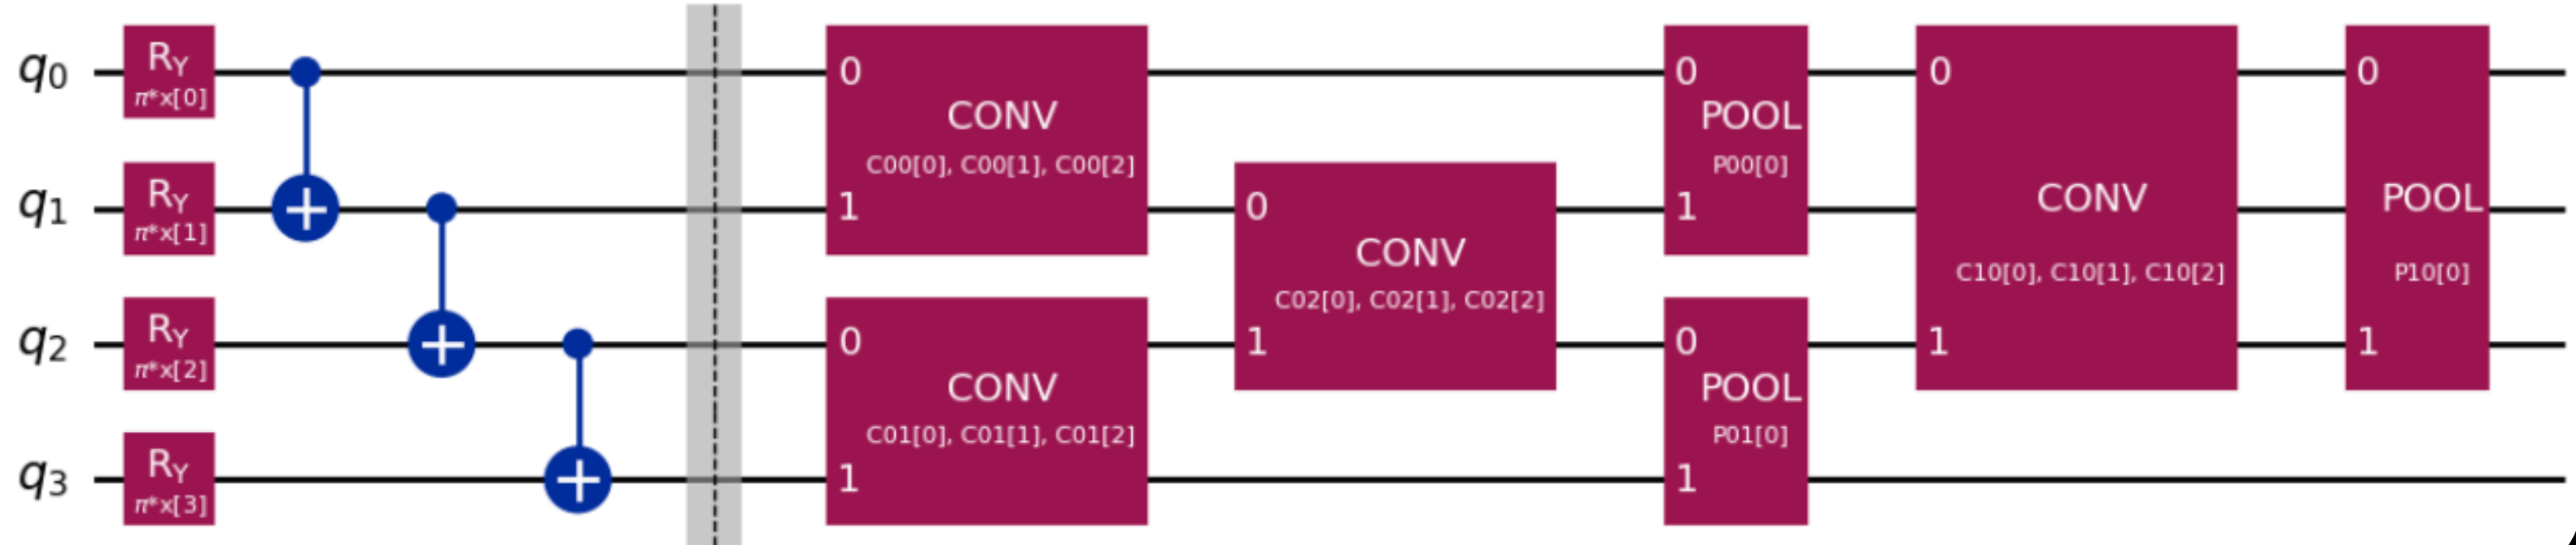 q0
RY
π*x[0]
0
CONV
C00[0], C00[1], C00[2]
1
0
POOL
P00[0]
1
0
CONV
C10[0], C10[1], C10[2]
1
0
POOL
P10[0]
1
q1
RY
π*x[1]
0
CONV
C02[0], C02[1], C02[2]
1
q2
RY
π*x[2]
0
CONV
C01[0], C01[1], C01[2]
1
0
POOL
P01[0]
1
q3
RY
π*x[3]